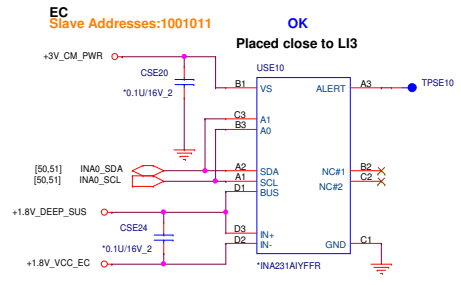 EC
Slave Addresses:1001011
OK
Placed close to LI3
+3V_CM_PWR
CSE20
*0.1U/16V_2
USE10
B1 VS ALERT A3 TPSE10
C3 A1
B3 A0
[50,51] INA0_SDA A2 SDA NC#1 B2
[50,51] INA0_SCL A1 SCL NC#2 C2
D1 BUS
+1.8V_DEEP_SUS
CSE24
*0.1U/16V_2
D3 IN+
D2 IN- GND C1
+1.8V_VCC_EC
*INA231AIYFFR